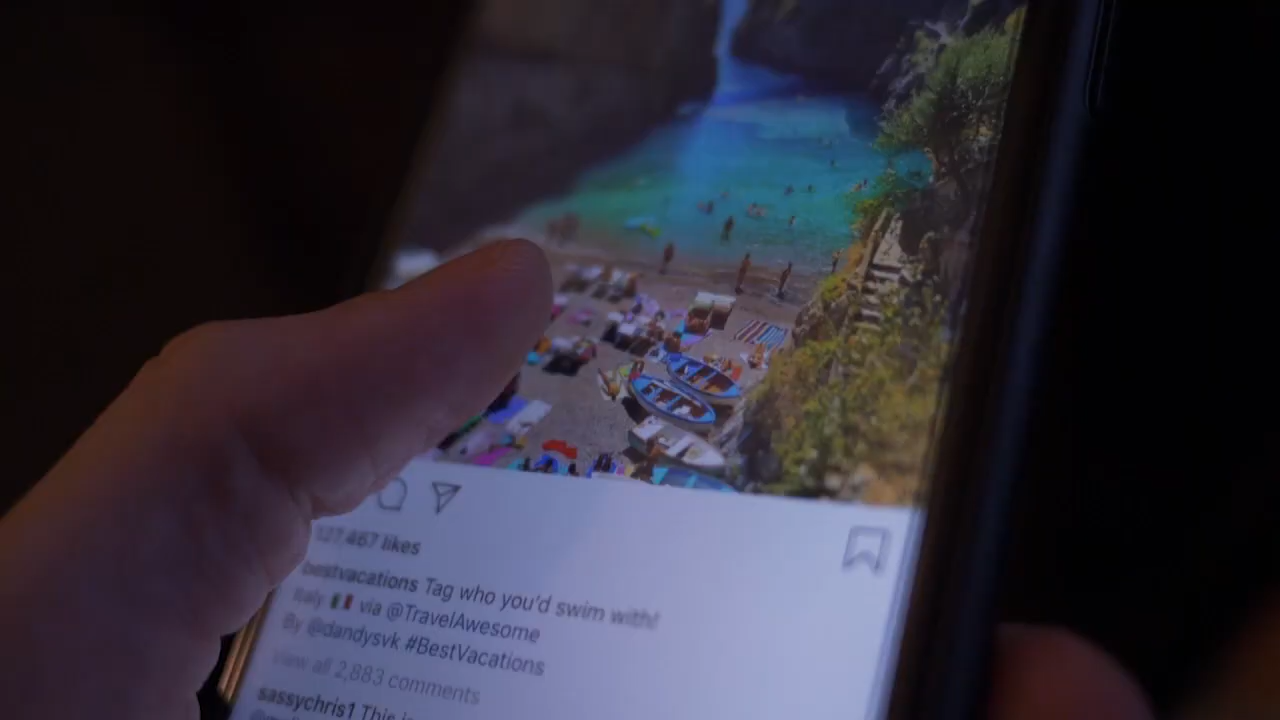 127,467 likes
bestvacations Tag who you'd swim with!
Italy 🇮🇹 via @TravelAwesome
By @dandysvk #BestVacations
View all 2,883 comments
sassychris1 This